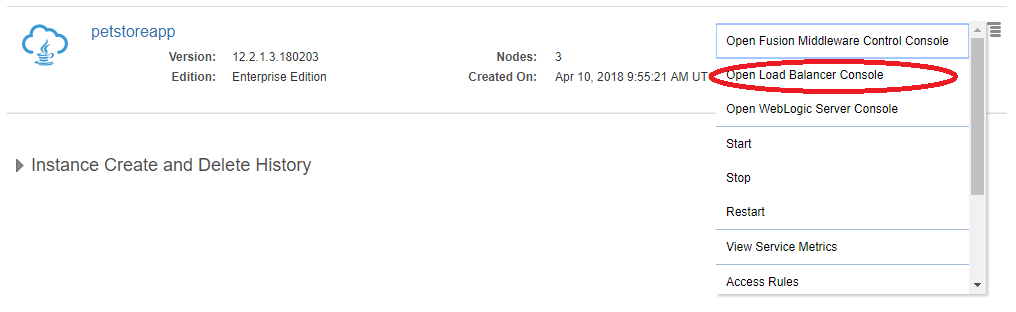 petstoreapp
Version: 12.2.1.3.180203
Edition: Enterprise Edition
Nodes: 3
Created On: Apr 10, 2018 9:55:21 AM UT
Open Fusion Middleware Control Console
Open Load Balancer Console
Open WebLogic Server Console
Start
Stop
Restart
View Service Metrics
Access Rules
Instance Create and Delete History